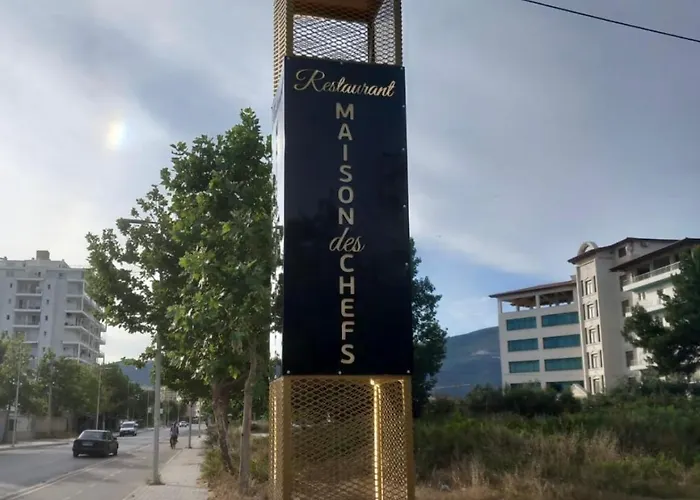 Restaurant
MAISON
des
CHEFS